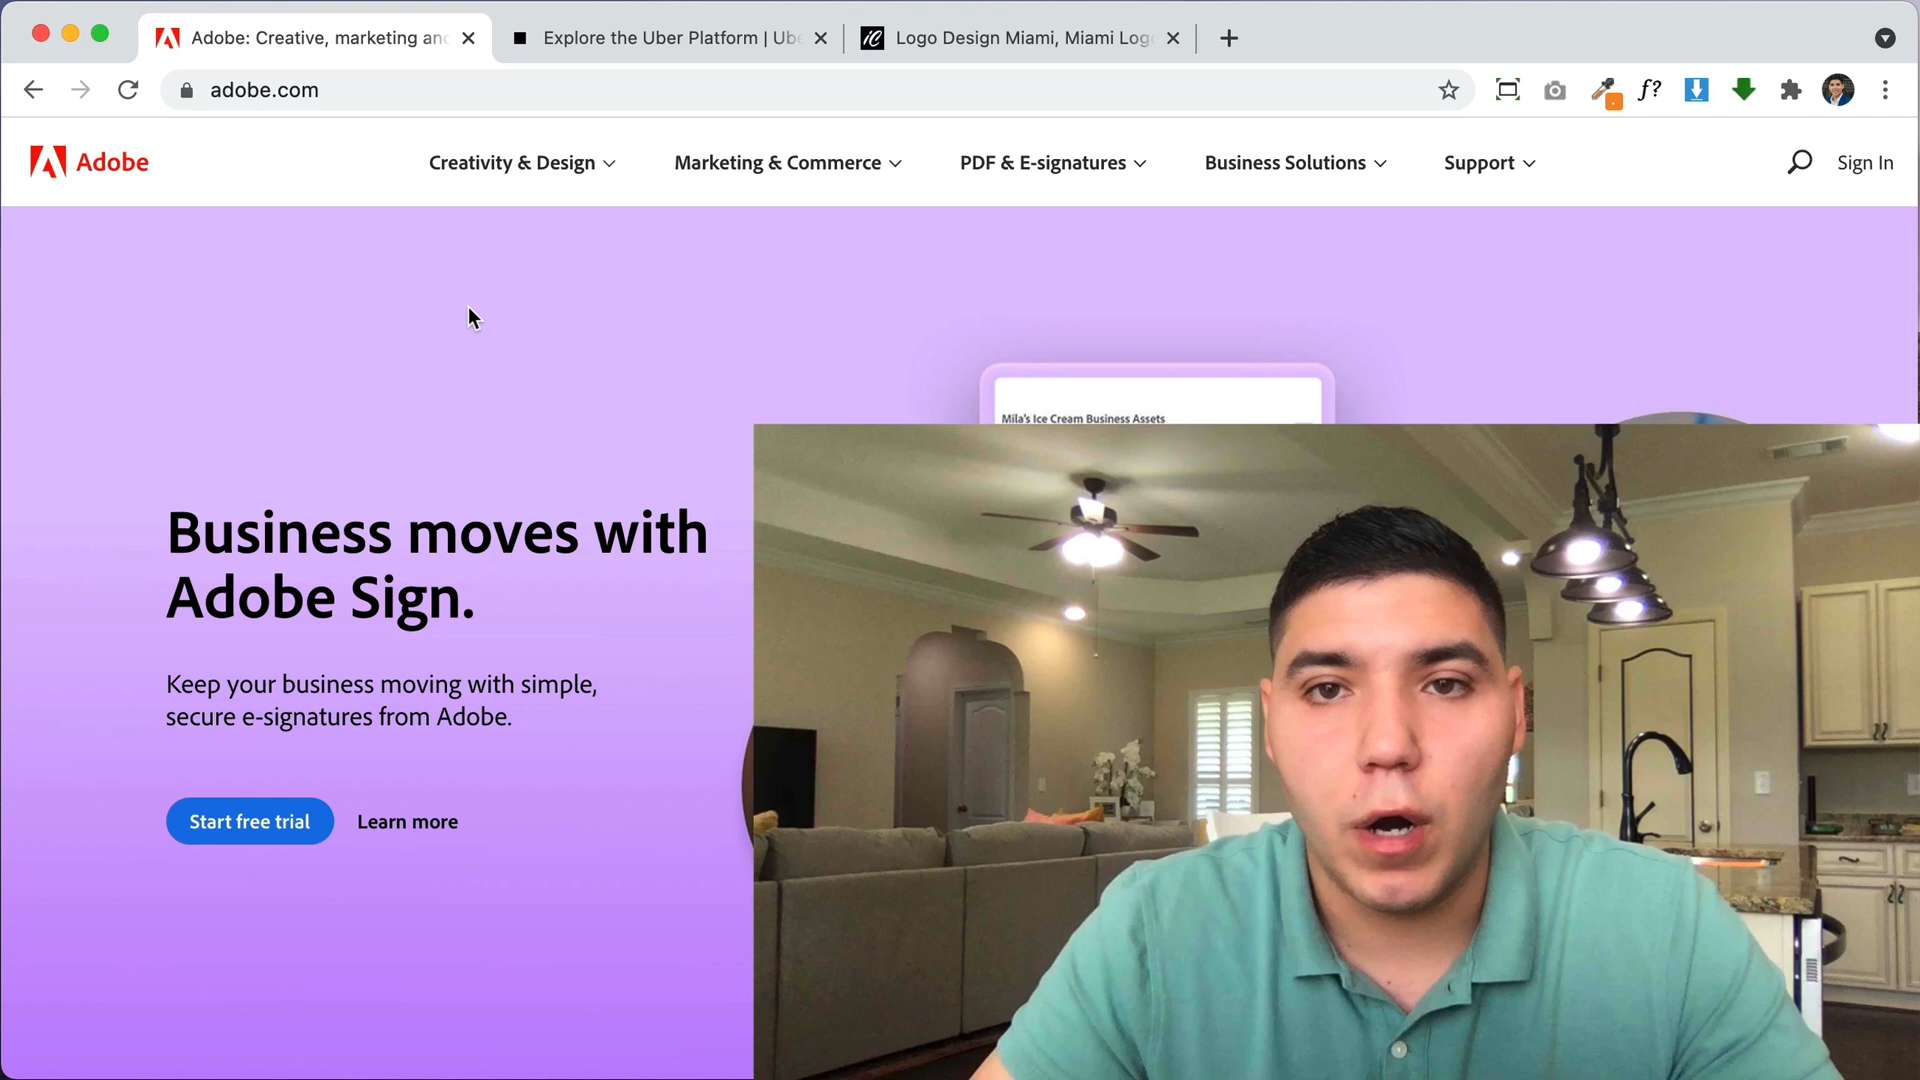 Adobe: Creative, marketing an
Explore the Uber Platform | Ub
iC
Logo Design Miami, Miami Log
adobe.com
f?
Adobe
Creativity & Design
Marketing & Commerce
PDF & E-signatures
Business Solutions
Support
Sign In
Mila's Ice Cream Business Assets
Business moves with
Adobe Sign.
Keep your business moving with simple,
secure e-signatures from Adobe.
Start free trial
Learn more